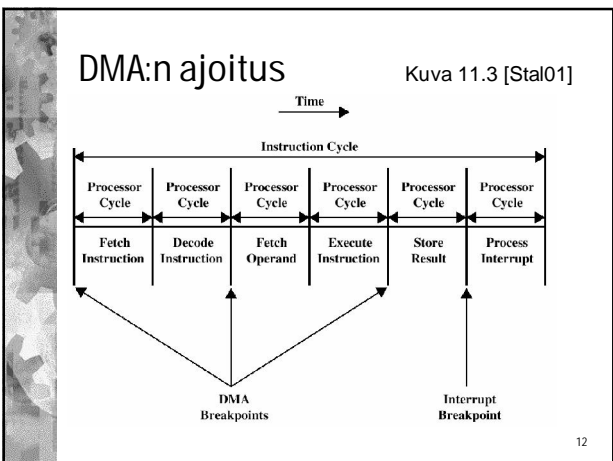 DMA:n ajoitus
Kuva 11.3 [Stal01]
Time
Instruction Cycle
Processor Processor Processor Processor Processor Processor
Cycle Cycle Cycle Cycle Cycle Cycle
Fetch Decode Fetch Execute Store Process
Instruction Instruction Operand Instruction Result Interrupt
DMA Interrupt
Breakpoints Breakpoint
12